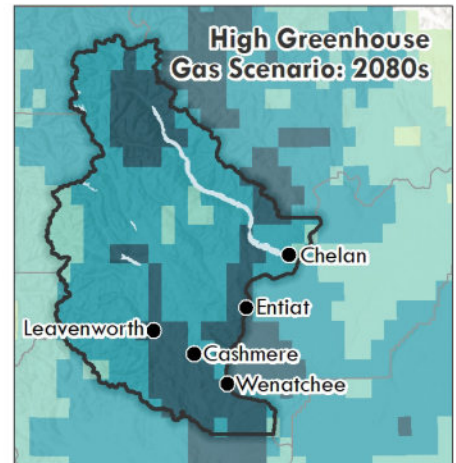 High Greenhouse
Gas Scenario: 2080s
Chelan
Entiat
Leavenworth
Cashmere
Wenatchee